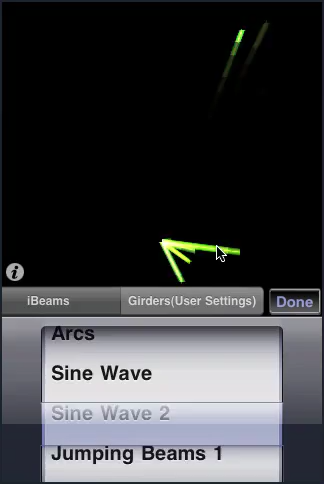 i
iBeams
Girders(User Settings)
Done
Arcs
Sine Wave
Sine Wave 2
Jumping Beams 1